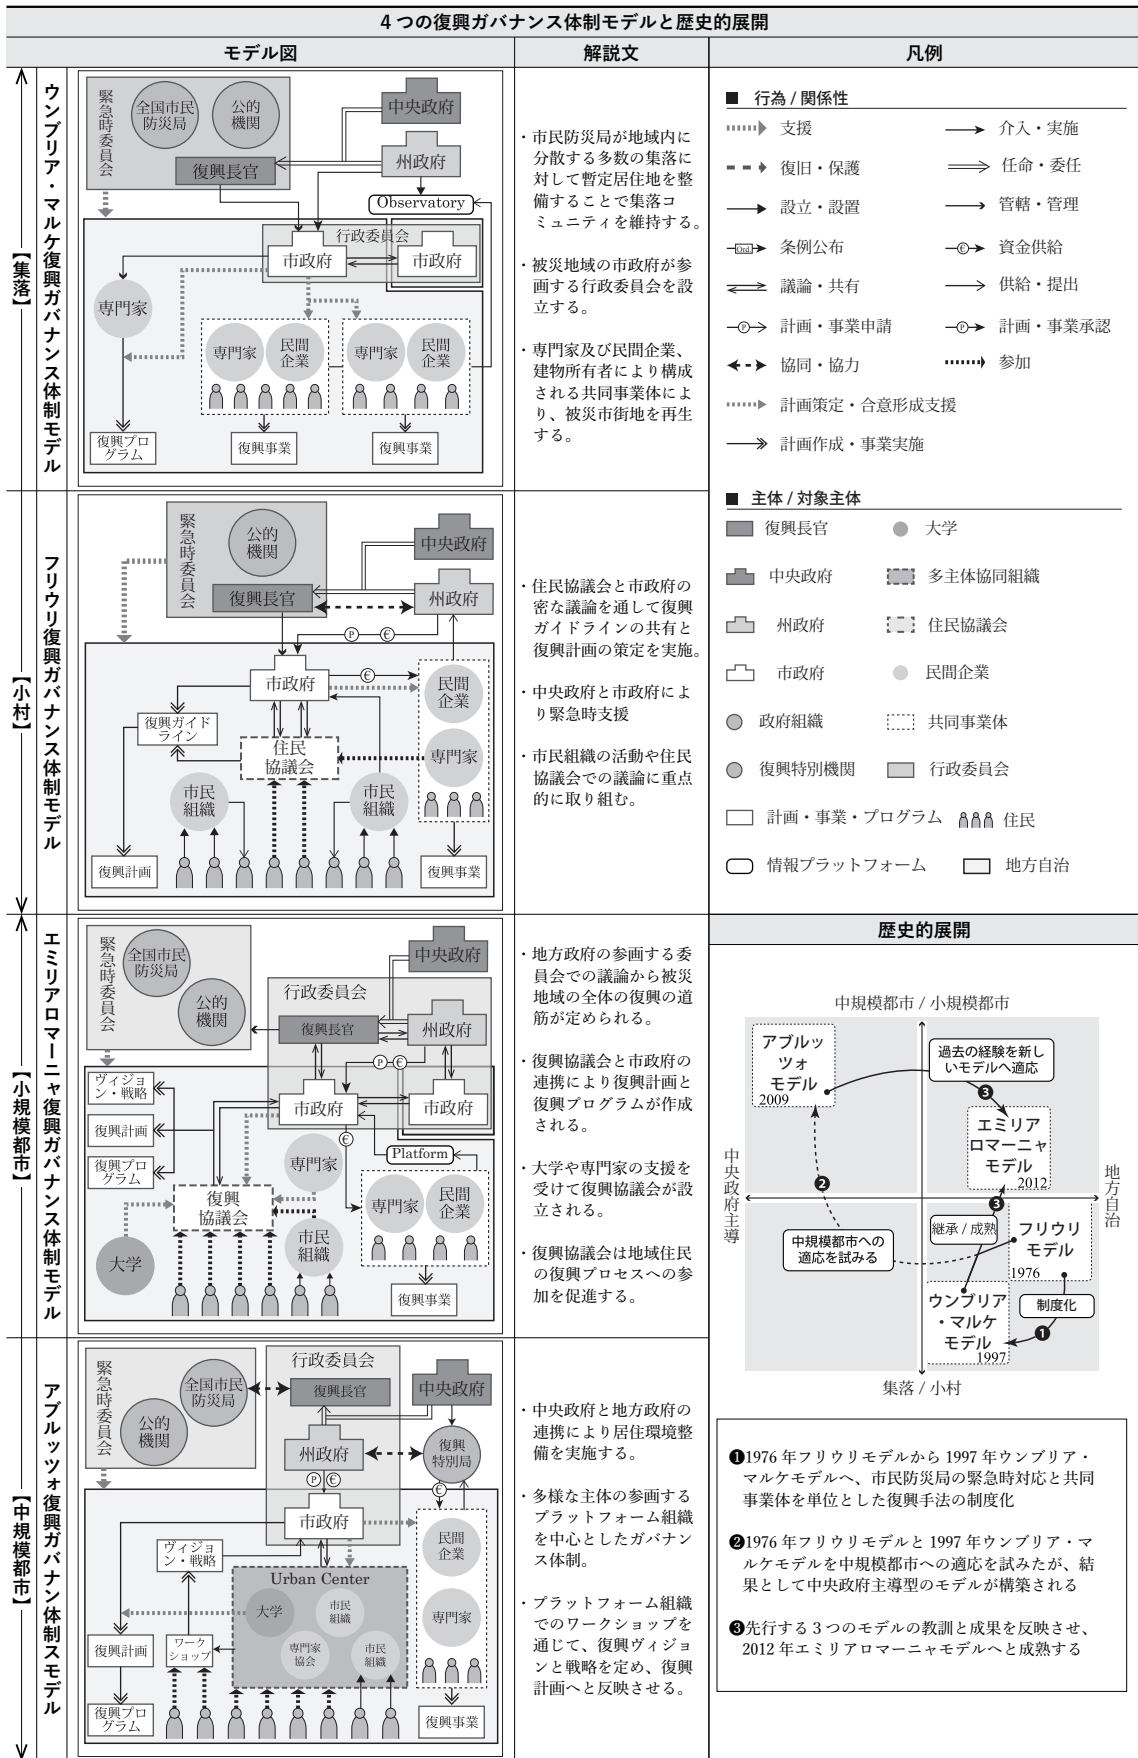 4つの復興ガバナンス体制モデルと歴史的展開
モデル図
解説文
凡例
【集落】
ウンブリア・マルケ復興ガバナンス体制モデル
緊急時委員会
全国市民
防災局
公的
機関
復興長官
中央政府
州政府
Observatory
行政委員会
市政府
市政府
専門家
専門家
民間
企業
専門家
民間
企業
復興プロ
グラム
復興事業
復興事業
・市民防災局が地域内に
分散する多数の集落に
対して暫定居住地を整
備することで集落コ
ミュニティを維持する。
・被災地域の市政府が参
画する行政委員会を設
立する。
・専門家及び民間企業、
建物所有者により構成
される共同事業体によ
り、被災市街地を再生
する。
■ 行為 / 関係性
支援
介入・実施
復旧・保護
任命・委任
設立・設置
管轄・管理
Ord.
条例公布
€
資金供給
議論・共有
供給・提出
P
計画・事業申請
P
計画・事業承認
協同・協力
参加
計画策定・合意形成支援
計画作成・事業実施
■ 主体 / 対象主体
復興長官
大学
中央政府
多主体協同組織
州政府
住民協議会
市政府
民間企業
政府組織
共同事業体
復興特別機関
行政委員会
計画・事業・プログラム
住民
情報プラットフォーム
地方自治
【小村】
フリウリ復興ガバナンス体制モデル
緊急時委員会
公的
機関
復興長官
中央政府
州政府
P
€
市政府
€
民間
企業
復興ガイド
ライン
住民
協議会
専門家
市民
組織
市民
組織
復興計画
復興事業
・住民協議会と市政府の
密な議論を通して復興
ガイドラインの共有と
復興計画の策定を実施。
・中央政府と市政府によ
り緊急時支援
・市民組織の活動や住民
協議会での議論に重点
的に取り組む。
【小規模都市】
エミリアロマーニャ復興ガバナンス体制モデル
緊急時委員会
全国市民
防災局
公的
機関
中央政府
行政委員会
復興長官
州政府
P
€
ヴィジョ
ン・戦略
市政府
市政府
復興計画
€
復興プロ
グラム
専門家
Platform
復興
協議会
専門家
民間
企業
大学
市民
組織
復興事業
・地方政府の参画する委
員会での議論から被災
地域の全体の復興の道
筋が定められる。
・復興協議会と市政府の
連携により復興計画と
復興プログラムが作成
される。
・大学や専門家の支援を
受けて復興協議会が設
立される。
・復興協議会は地域住民
の復興プロセスへの参
加を促進する。
歴史的展開
中規模都市 / 小規模都市
アブルッ
ツォ
モデル
2009
過去の経験を新し
いモデルへ適応
❸
エミリア
ロマーニャ
モデル
2012
中央政府主導
地方自治
❷
❸
中規模都市への
適応を試みる
継承 / 成熟
フリウリ
モデル
1976
ウンブリア
・マルケ
モデル
1997
制度化
❶
集落 / 小村
【中規模都市】
アブルッツォ復興ガバナンス体制スモデル
緊急時委員会
全国市民
防災局
公的
機関
行政委員会
復興長官
中央政府
州政府
復興
特別局
P
€
€
市政府
ヴィジョ
ン・戦略
民間
企業
Urban Center
大学
市民
組織
専門家
協会
市民
組織
専門家
復興計画
ワーク
ショップ
復興プロ
グラム
復興事業
・中央政府と地方政府の
連携により居住環境整
備を実施する。
・多様な主体の参画する
プラットフォーム組織
を中心としたガバナン
ス体制。
・プラットフォーム組織
でのワークショップを
通じて、復興ヴィジョ
ンと戦略を定め、復興
計画へと反映させる。
❶1976 年フリウリモデルから 1997 年ウンブリア・
マルケモデルへ、市民防災局の緊急時対応と共同
事業体を単位とした復興手法の制度化
❷1976 年フリウリモデルと 1997 年ウンブリア・マ
ルケモデルを中規模都市への適応を試みたが、結
果として中央政府主導型のモデルが構築される
❸先行する3つのモデルの教訓と成果を反映させ、
2012 年エミリアロマーニャモデルへと成熟する